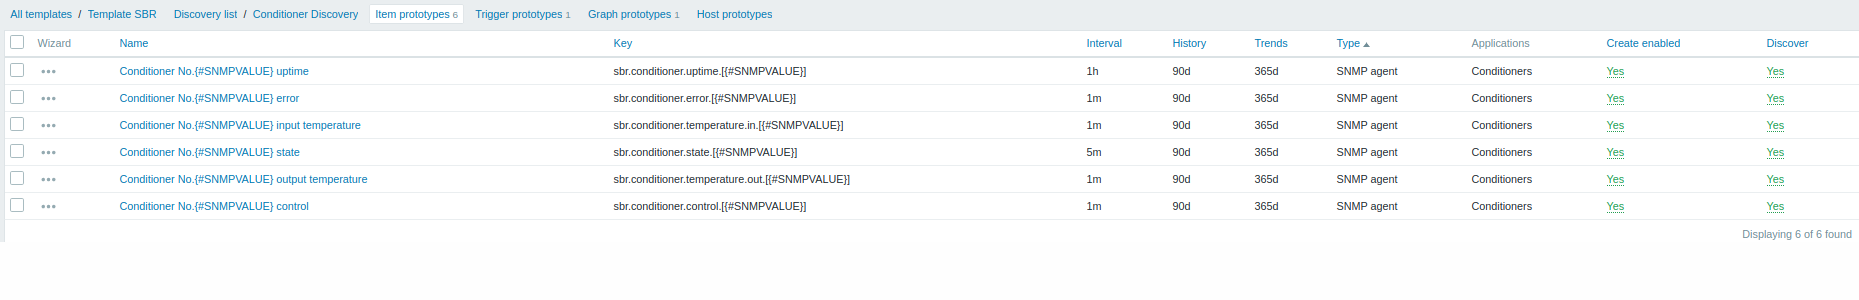 All templates / Template SBR Discovery list / Conditioner Discovery Item prototypes 6 Trigger prototypes 1 Graph prototypes 1 Host prototypes
Wizard Name Key Interval History Trends Type Applications Create enabled Discover
Conditioner No.{#SNMPVALUE} uptime sbr.conditioner.uptime.[{#SNMPVALUE}] 1h 90d 365d SNMP agent Conditioners Yes Yes
Conditioner No.{#SNMPVALUE} error sbr.conditioner.error.[{#SNMPVALUE}] 1m 90d 365d SNMP agent Conditioners Yes Yes
Conditioner No.{#SNMPVALUE} input temperature sbr.conditioner.temperature.in.[{#SNMPVALUE}] 1m 90d 365d SNMP agent Conditioners Yes Yes
Conditioner No.{#SNMPVALUE} state sbr.conditioner.state.[{#SNMPVALUE}] 5m 90d 365d SNMP agent Conditioners Yes Yes
Conditioner No.{#SNMPVALUE} output temperature sbr.conditioner.temperature.out.[{#SNMPVALUE}] 1m 90d 365d SNMP agent Conditioners Yes Yes
Conditioner No.{#SNMPVALUE} control sbr.conditioner.control.[{#SNMPVALUE}] 1m 90d 365d SNMP agent Conditioners Yes Yes
Displaying 6 of 6 found